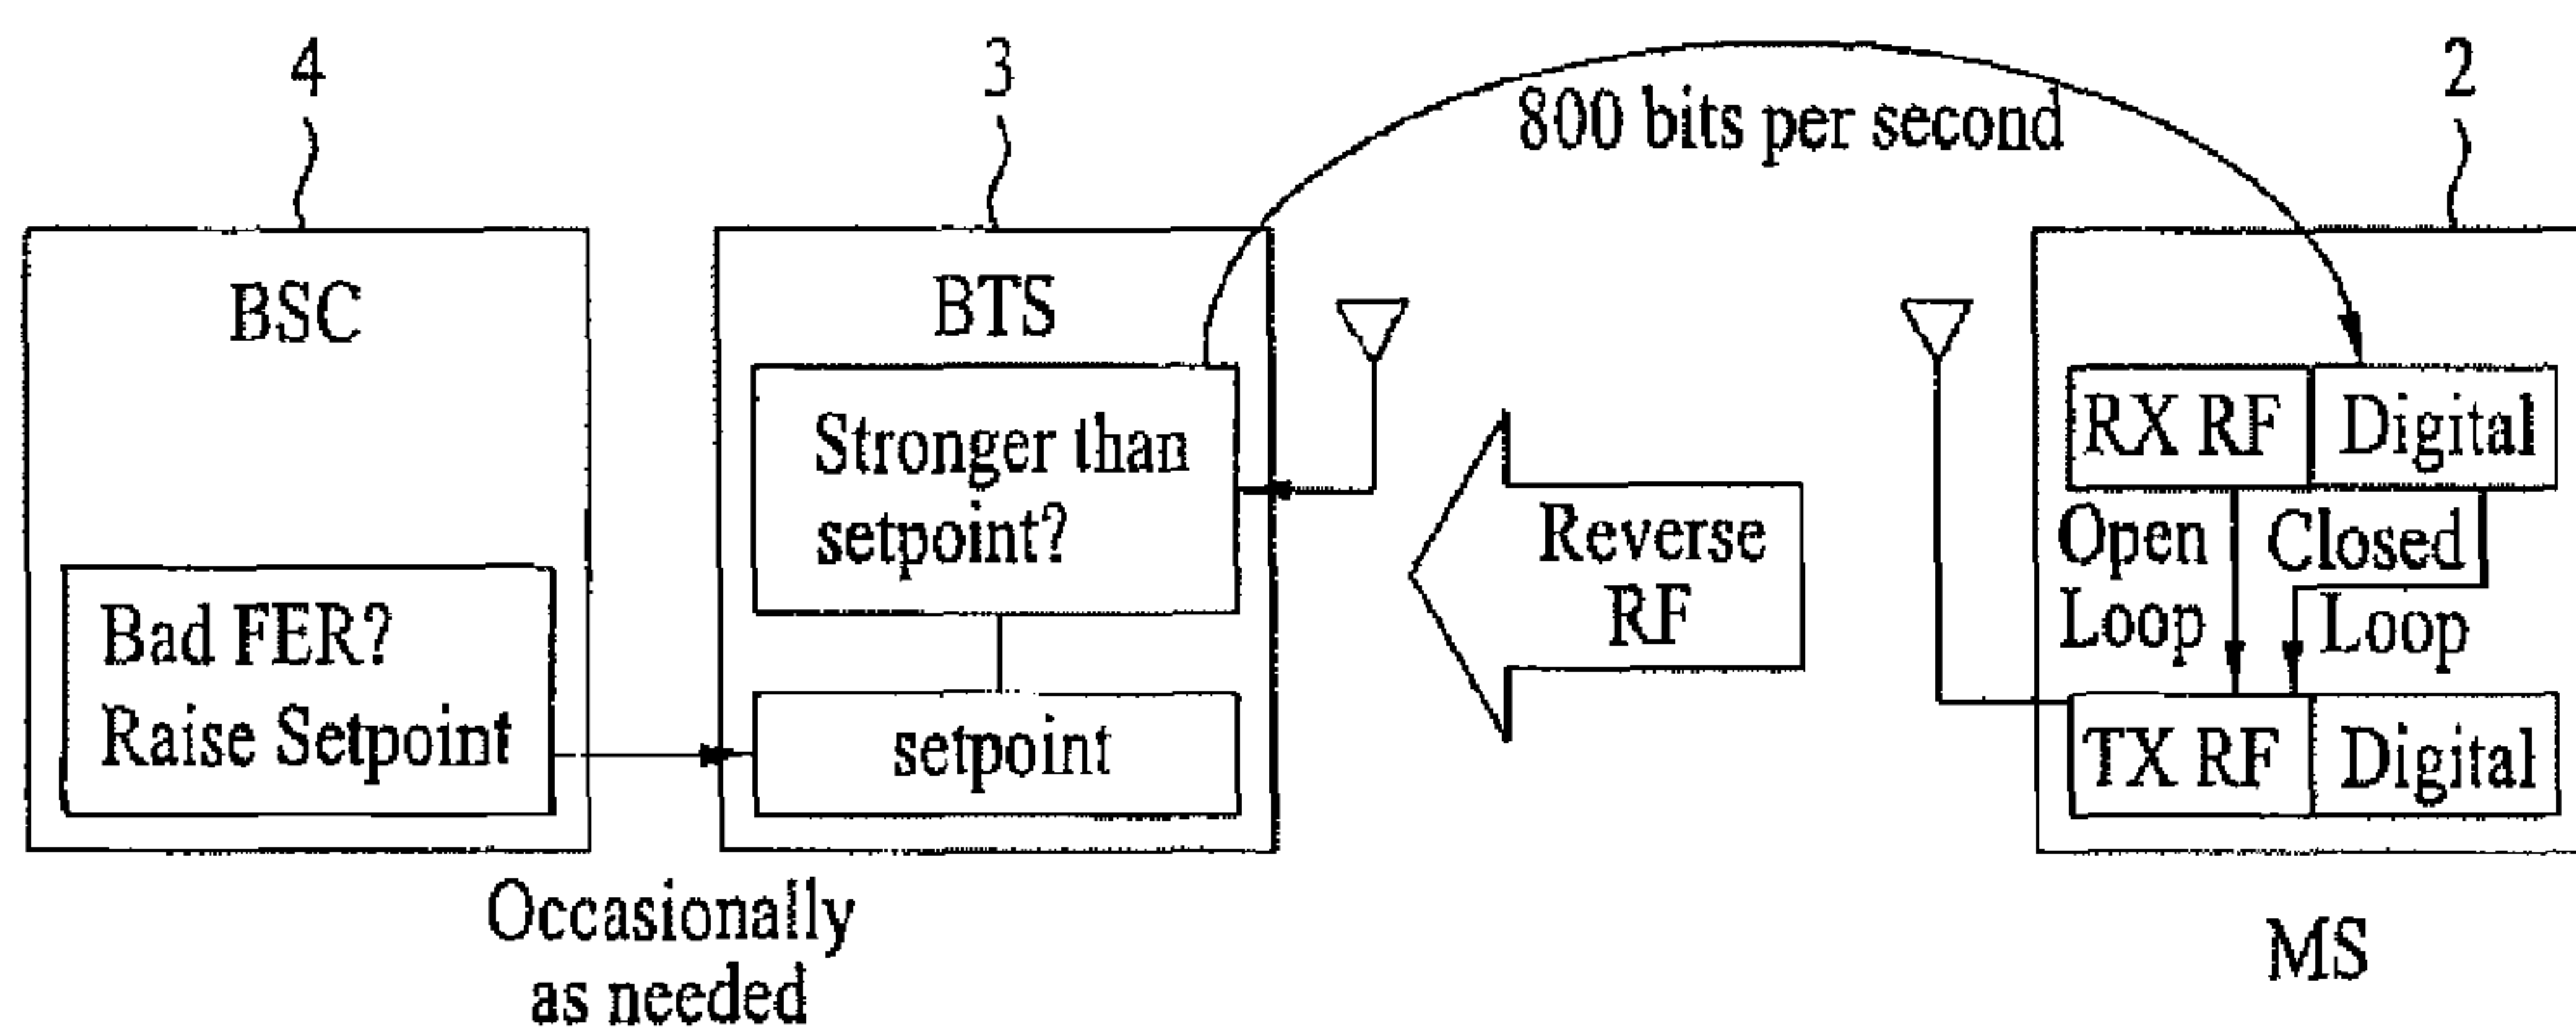 4
3
2
800 bits per second
BSC
BTS
Stronger than
setpoint?
Bad FER?
Raise Setpoint
setpoint
Occasionally
as needed
Reverse
RF
RX RF
Digital
Open
Loop
Closed
Loop
TX RF
Digital
MS